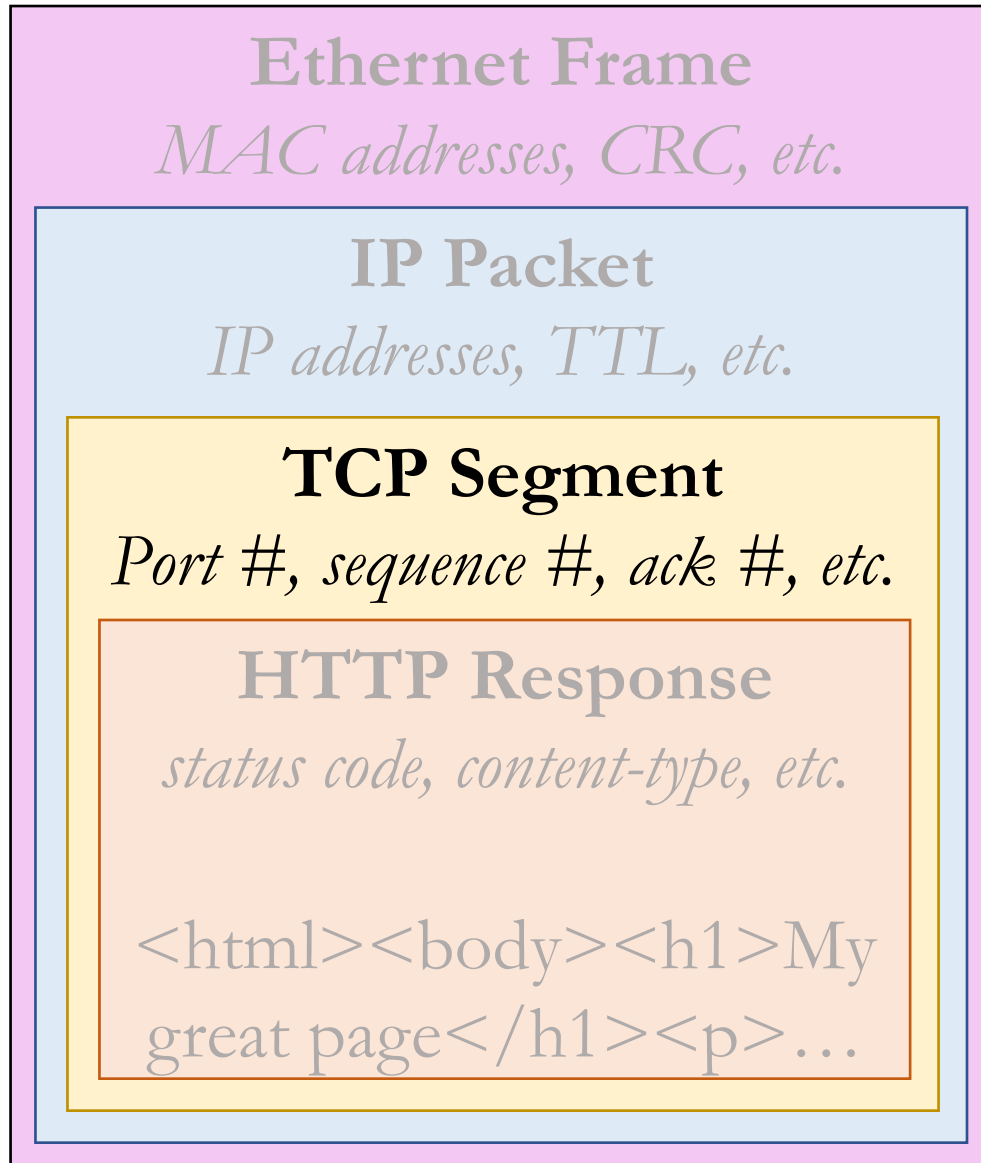 Ethernet Frame
MAC addresses, CRC, etc.
IP Packet
IP addresses, TTL, etc.
TCP Segment
Port #, sequence #, ack #, etc.
HTTP Response
status code, content-type, etc.
<html><body><h1>My
great page</h1><p>…